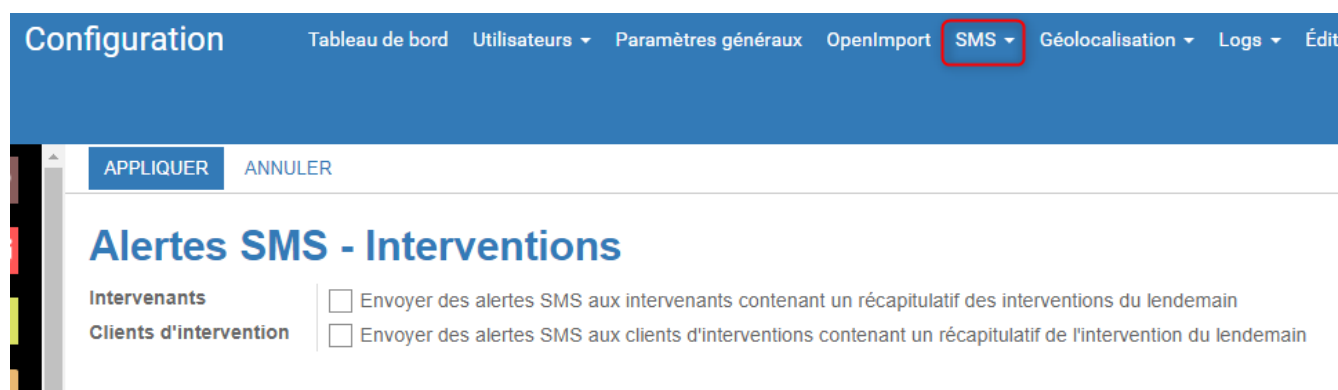 Configuration Tableau de bord Utilisateurs Paramètres généraux OpenImport SMS Géolocalisation Logs Édit
APPLIQUER ANNULER
Alertes SMS - Interventions
Intervenants Envoyer des alertes SMS aux intervenants contenant un récapitulatif des interventions du lendemain
Clients d'intervention Envoyer des alertes SMS aux clients d'interventions contenant un récapitulatif de l'intervention du lendemain